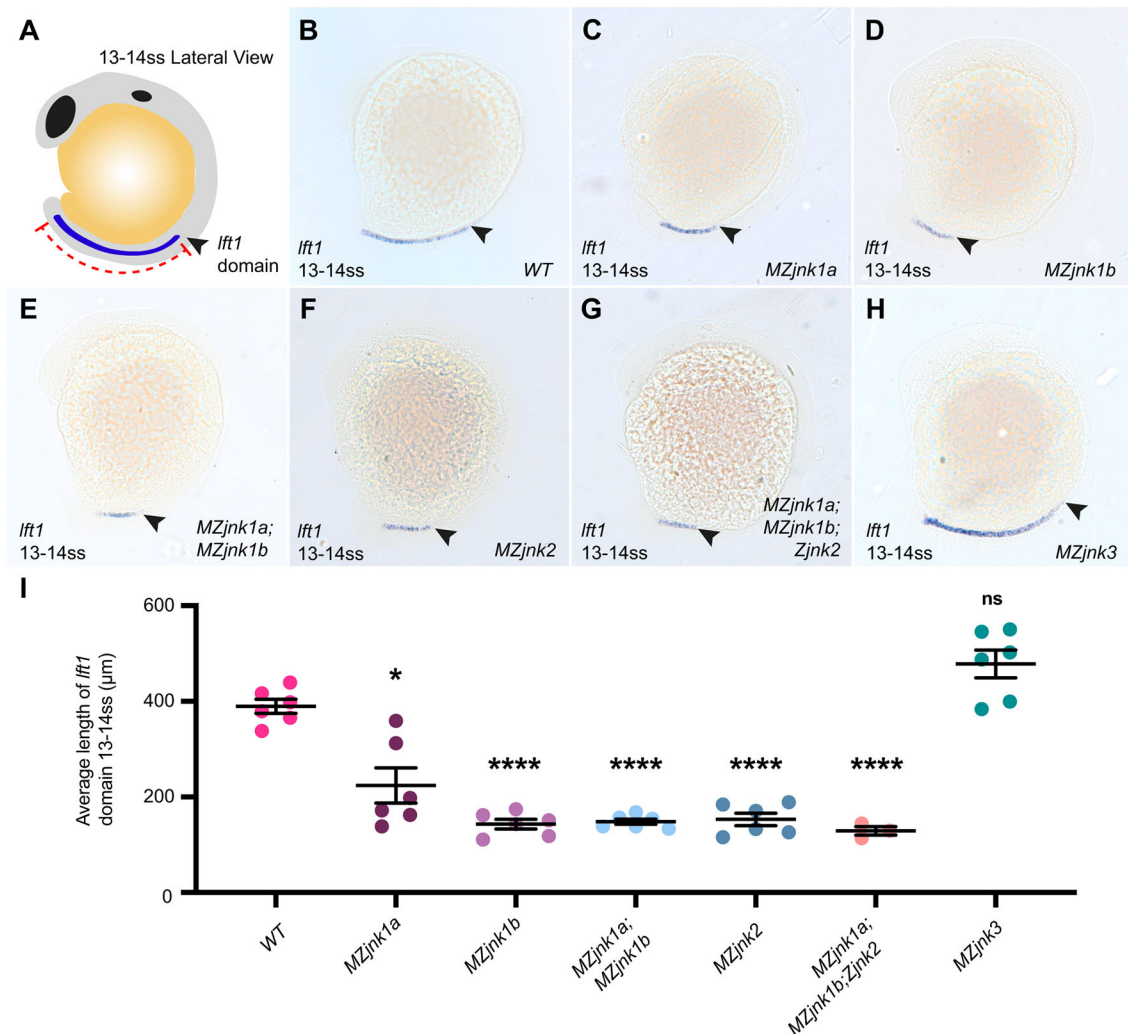 A
13-14ss Lateral View
lft1
domain
B
lft1
13-14ss
WT
C
lft1
13-14ss
MZjnk1a
D
lft1
13-14ss
MZjnk1b
E
lft1
13-14ss
MZjnk1a;
MZjnk1b
F
lft1
13-14ss
MZjnk2
G
lft1
13-14ss
MZjnk1a;
MZjnk1b;
Zjnk2
H
lft1
13-14ss
MZjnk3
I
Average length of lft1
domain 13-14ss (μm)
600
400
200
0
*
****
****
****
****
ns
WT
MZjnk1a
MZjnk1b
MZjnk1a;
MZjnk1b
MZjnk2
MZjnk1a;
MZjnk1b;Zjnk2
MZjnk3